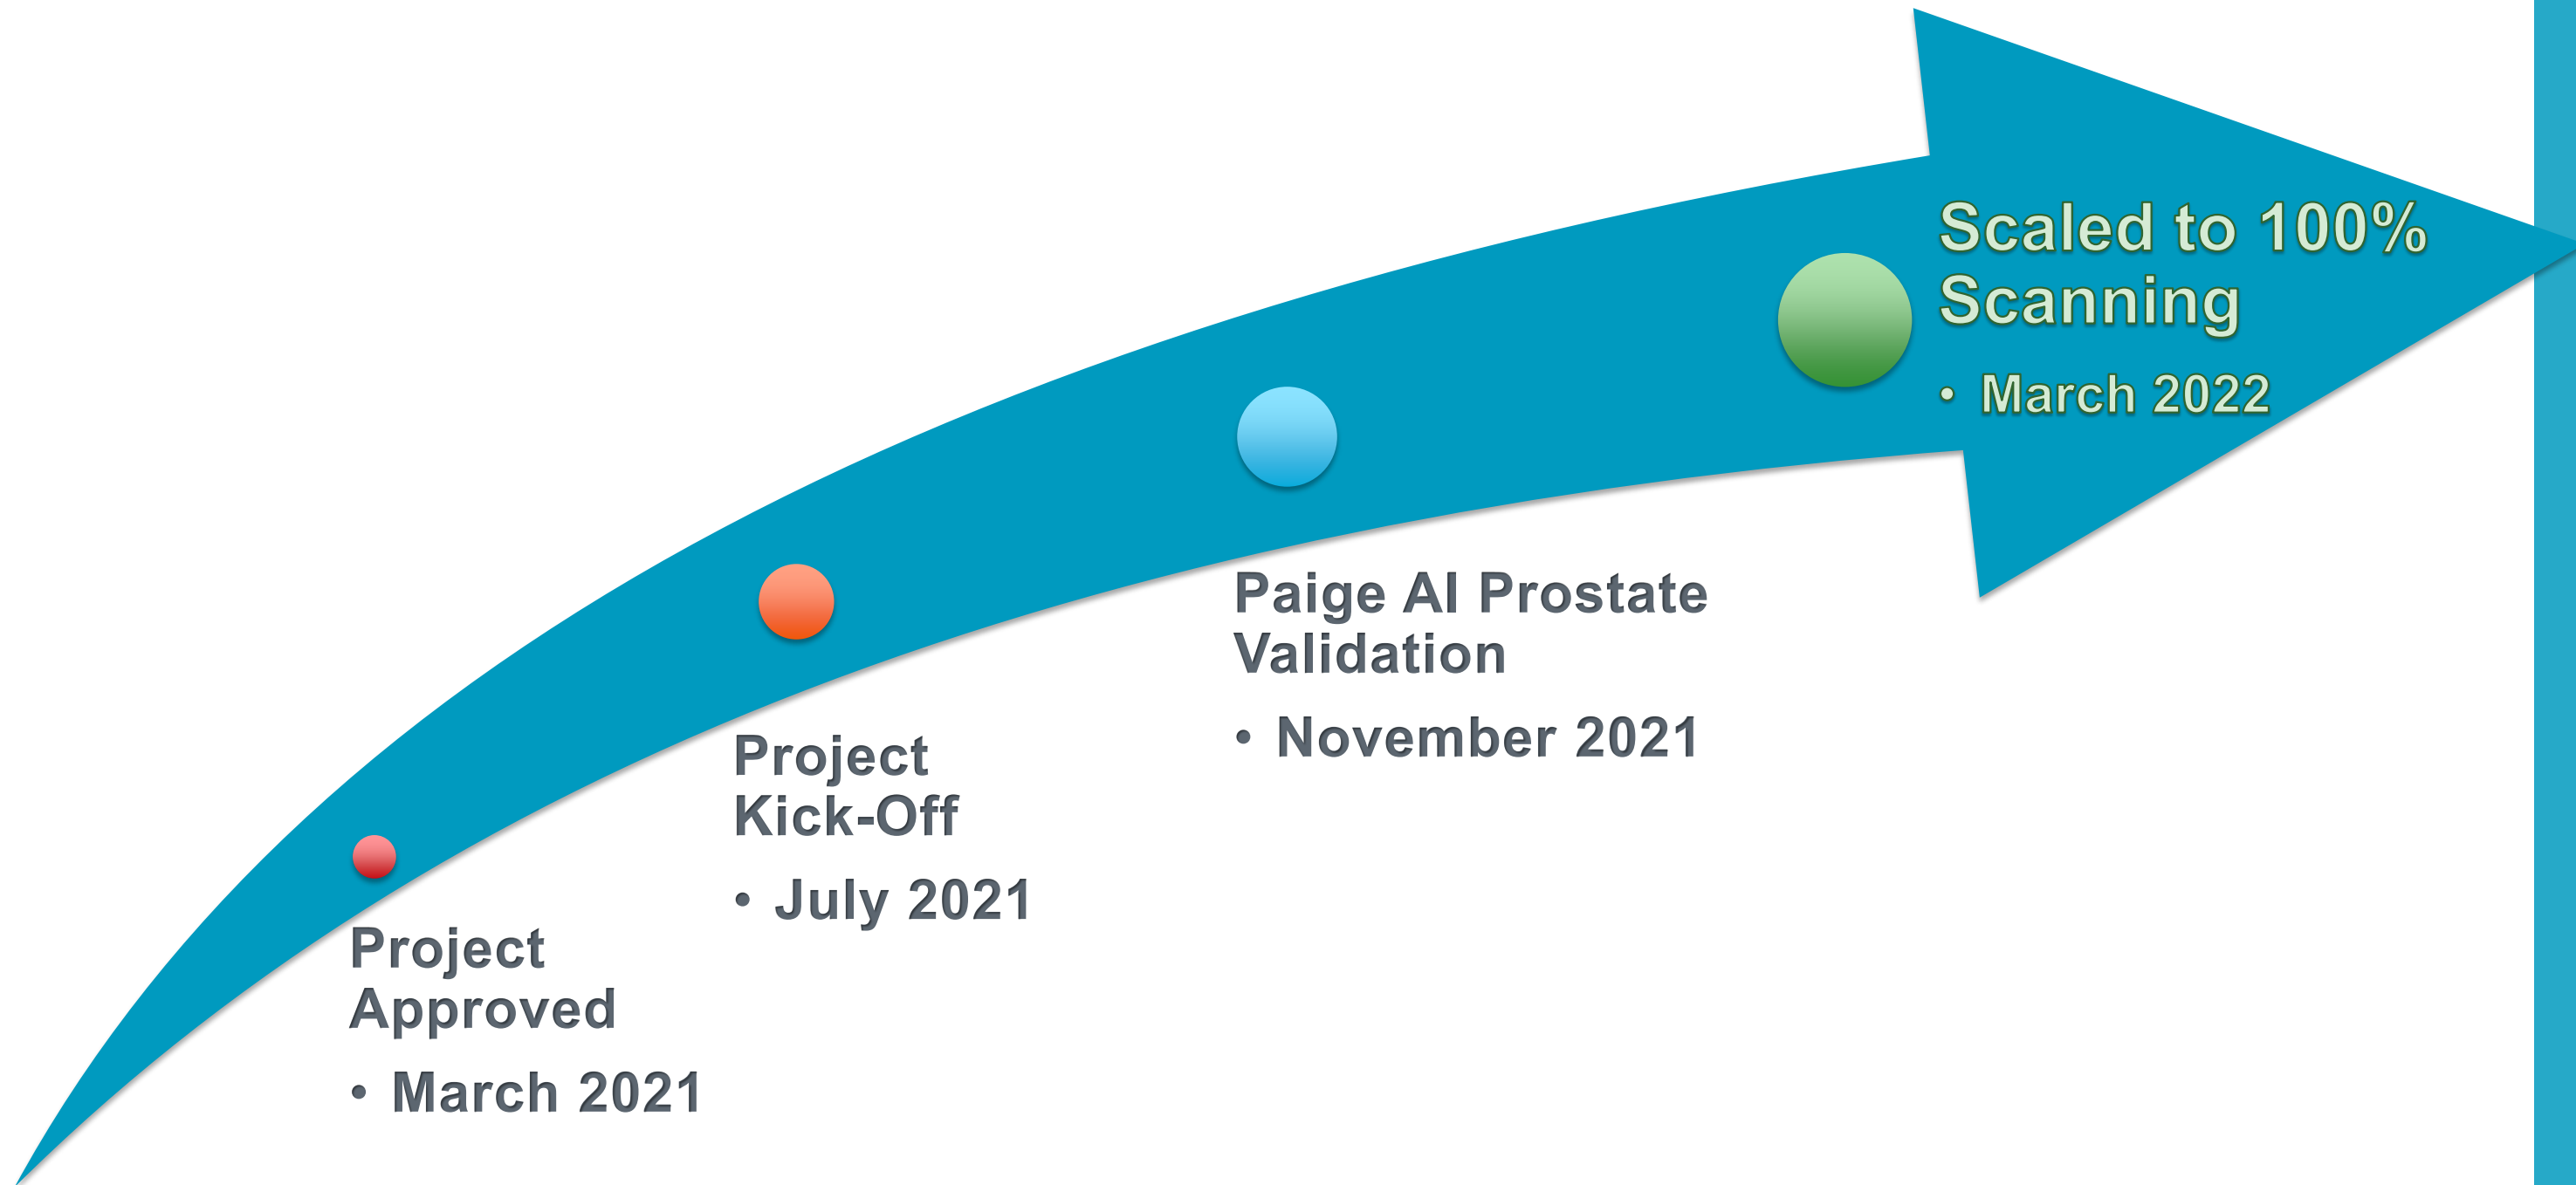 Project
Approved
• March 2021
Project
Kick-Off
• July 2021
Paige AI Prostate
Validation
• November 2021
Scaled to 100%
Scanning
• March 2022